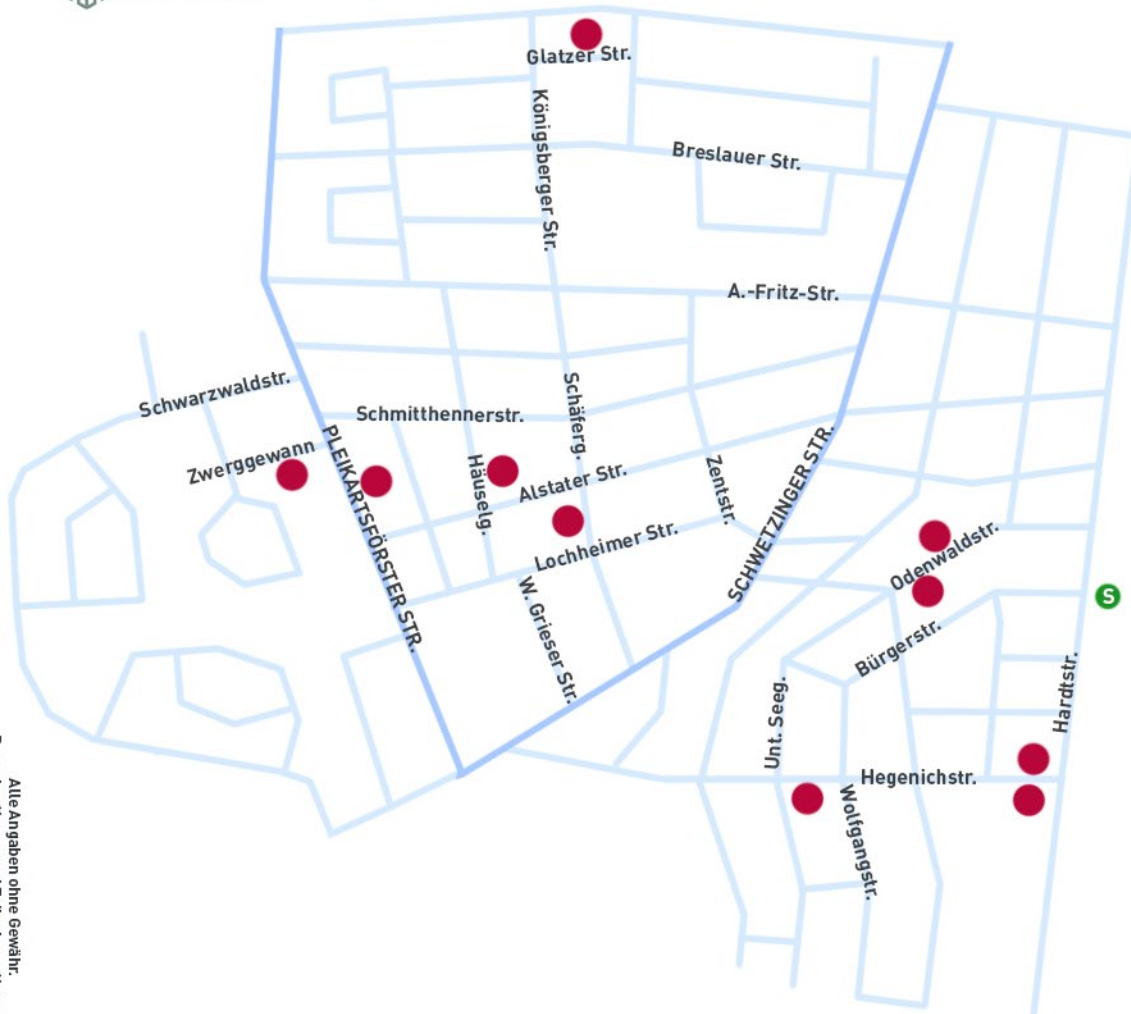 Glatzer Str.
Königsberger Str.
Breslauer Str.
A.-Fritz-Str.
Schwarzwaldstr.
Schmitthennerstr.
Schäferg.
Zwerggewann
PLEIKARTSFÖRSTER STR.
Häuselg.
Alstater Str.
Zentstr.
SCHWETZINGER STR.
Lochheimer Str.
Odenwaldstr.
W. Grieser Str.
S
Bürgerstr.
Unt. Seeg.
Hardtstr.
Hegenichstr.
Wolfgangstr.
Alle Angaben ohne Gewähr.